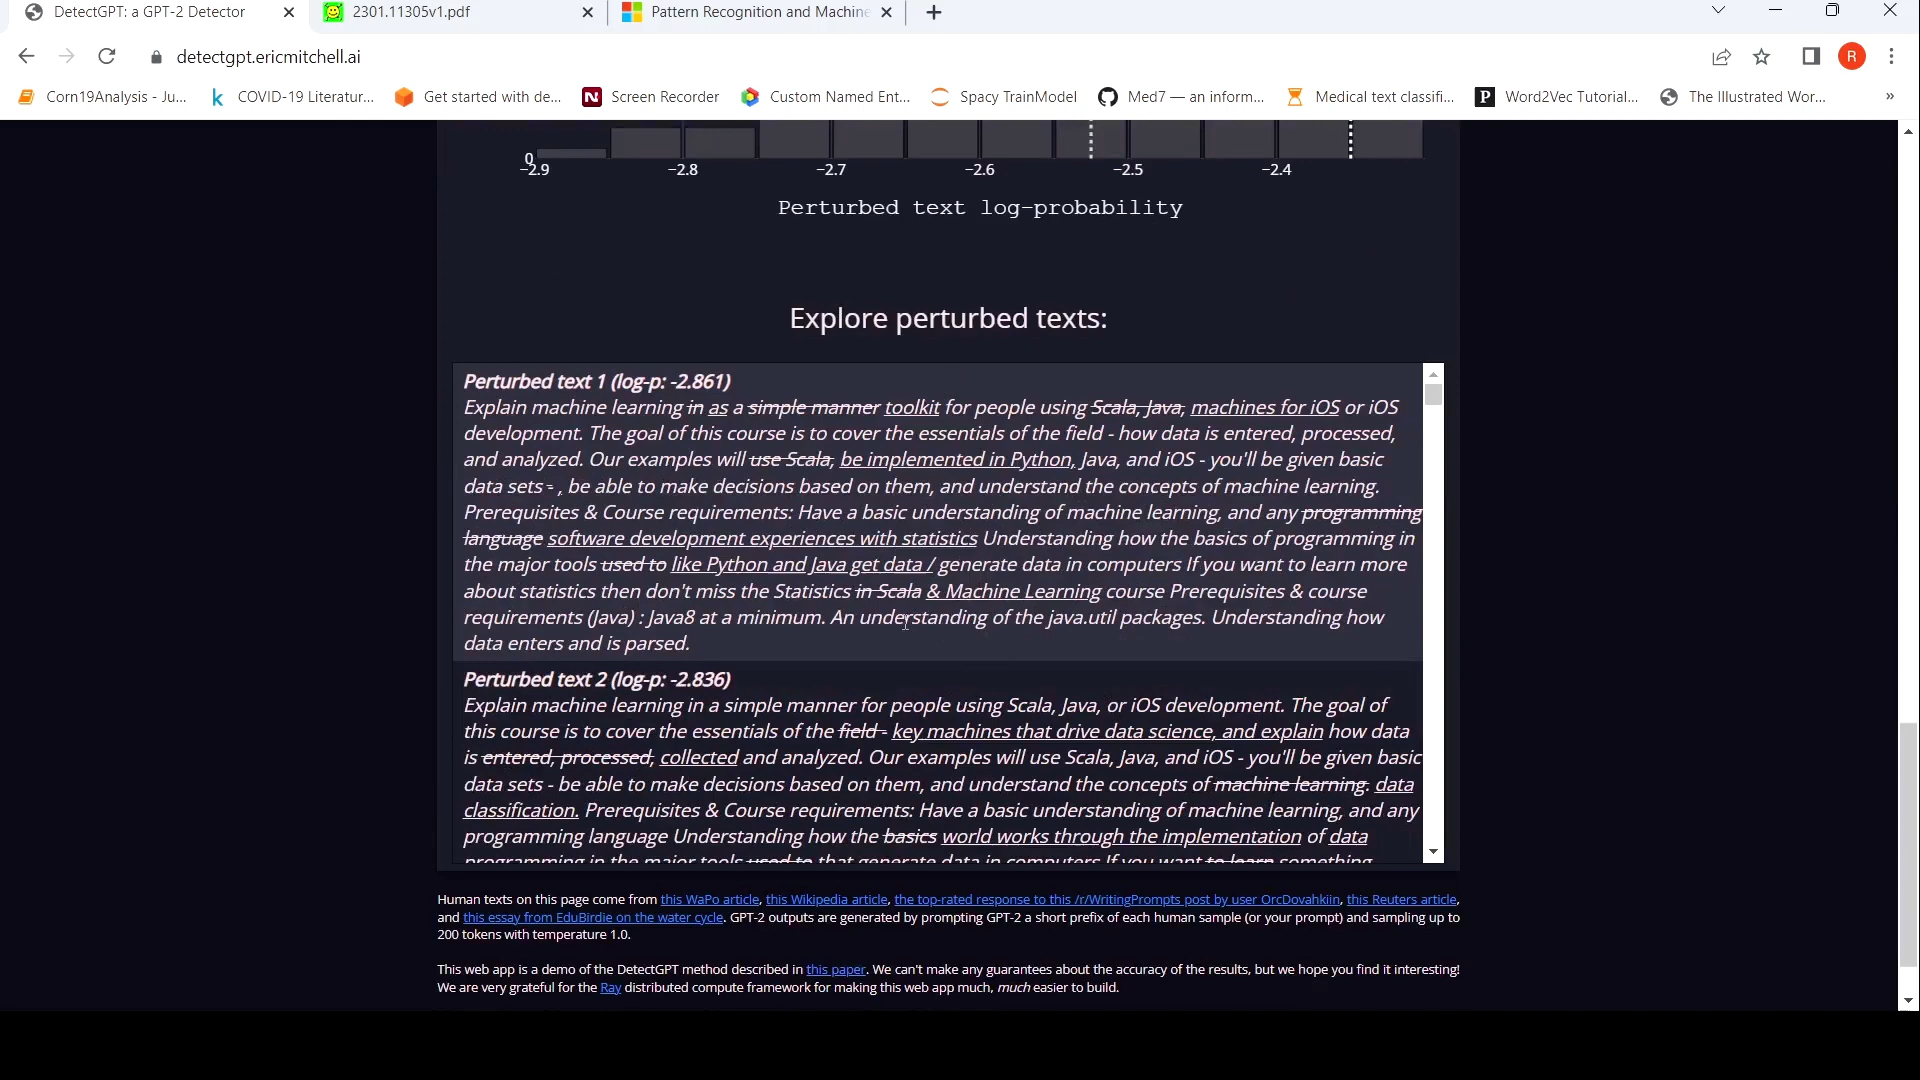 DetectGPT: a GPT-2 Detector
2301.11305v1.pdf
Pattern Recognition and Machine
detectgpt.ericmitchell.ai
R
Corn19Analysis - Ju...
COVID-19 Literatur...
Get started with de...
Screen Recorder
Custom Named Ent...
Spacy TrainModel
Med7 — an inform...
Medical text classifi...
Word2Vec Tutorial...
The Illustrated Wor...
»
0
−2.9 −2.8 −2.7 −2.6 −2.5 −2.4
Perturbed text log-probability
Explore perturbed texts:
Perturbed text 1 (log-p: -2.861)
Explain machine learning in as a simple manner toolkit for people using Scala, Java, machines for iOS or iOS
development. The goal of this course is to cover the essentials of the field - how data is entered, processed,
and analyzed. Our examples will use Scala, be implemented in Python, Java, and iOS - you'll be given basic
data sets - , be able to make decisions based on them, and understand the concepts of machine learning.
Prerequisites & Course requirements: Have a basic understanding of machine learning, and any programming
language software development experiences with statistics Understanding how the basics of programming in
the major tools used to like Python and Java get data / generate data in computers If you want to learn more
about statistics then don't miss the Statistics in Scala & Machine Learning course Prerequisites & course
requirements (Java) : Java8 at a minimum. An understanding of the java.util packages. Understanding how
data enters and is parsed.
Perturbed text 2 (log-p: -2.836)
Explain machine learning in a simple manner for people using Scala, Java, or iOS development. The goal of
this course is to cover the essentials of the field - key machines that drive data science, and explain how data
is entered, processed, collected and analyzed. Our examples will use Scala, Java, and iOS - you'll be given basic
data sets - be able to make decisions based on them, and understand the concepts of machine learning. data
classification. Prerequisites & Course requirements: Have a basic understanding of machine learning, and any
programming language Understanding how the basics world works through the implementation of data
programming in the major tools used to that generate data in computers If you want to learn something
Human texts on this page come from this WaPo article, this Wikipedia article, the top-rated response to this /r/WritingPrompts post by user OrcDovahkiin, this Reuters article,
and this essay from EduBirdie on the water cycle. GPT-2 outputs are generated by prompting GPT-2 a short prefix of each human sample (or your prompt) and sampling up to
200 tokens with temperature 1.0.
This web app is a demo of the DetectGPT method described in this paper. We can't make any guarantees about the accuracy of the results, but we hope you find it interesting!
We are very grateful for the Ray distributed compute framework for making this web app much, much easier to build.